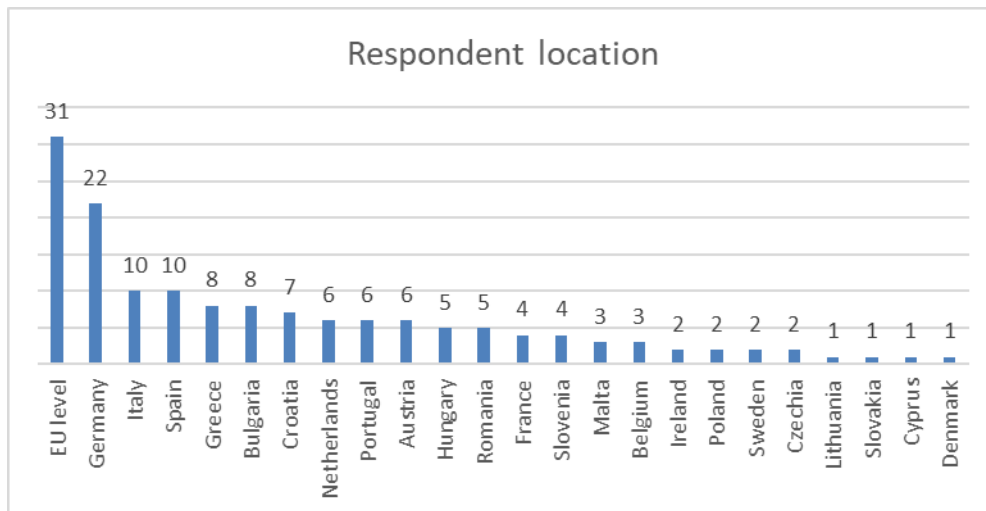 Respondent location
31
22
10
10
8
8
7
6
6
6
5
5
4
4
3
3
2
2
2
2
1
1
1
1
EU level
Germany
Italy
Spain
Greece
Bulgaria
Croatia
Netherlands
Portugal
Austria
Hungary
Romania
France
Slovenia
Malta
Belgium
Ireland
Poland
Sweden
Czechia
Lithuania
Slovakia
Cyprus
Denmark